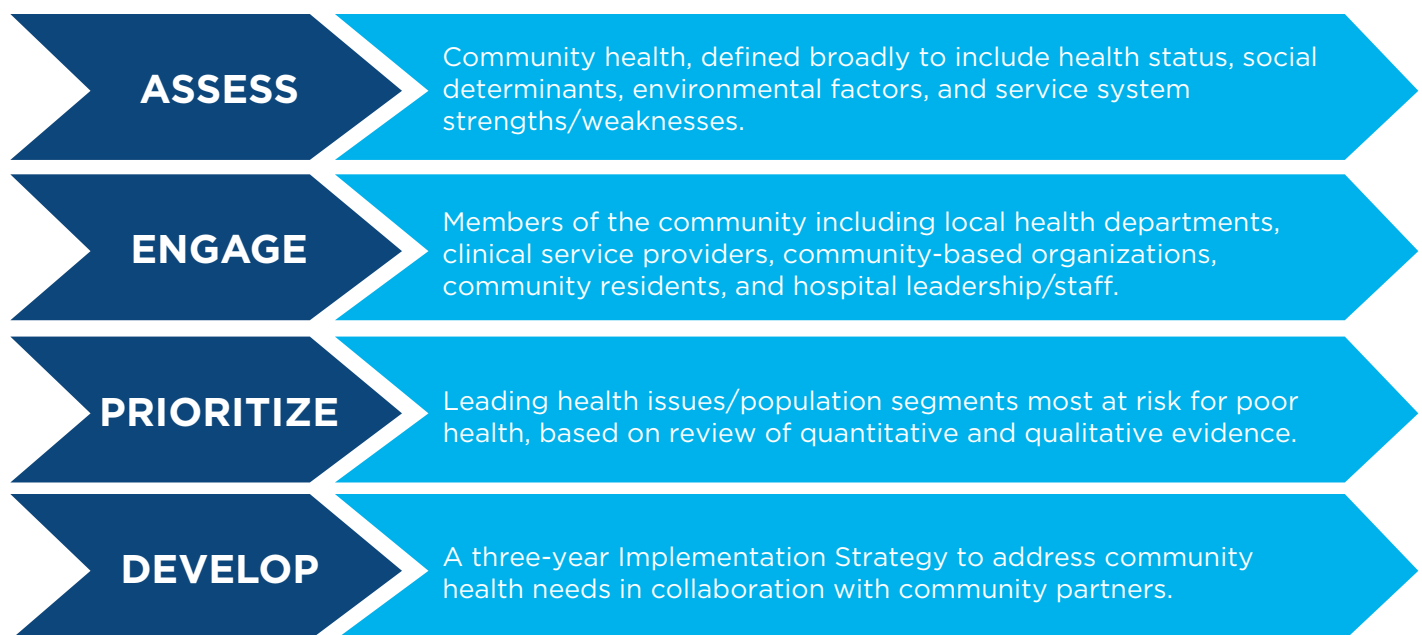 ASSESS
Community health, defined broadly to include health status, social
determinants, environmental factors, and service system
strengths/weaknesses.
ENGAGE
Members of the community including local health departments,
clinical service providers, community-based organizations,
community residents, and hospital leadership/staff.
PRIORITIZE
Leading health issues/population segments most at risk for poor
health, based on review of quantitative and qualitative evidence.
DEVELOP
A three-year Implementation Strategy to address community
health needs in collaboration with community partners.